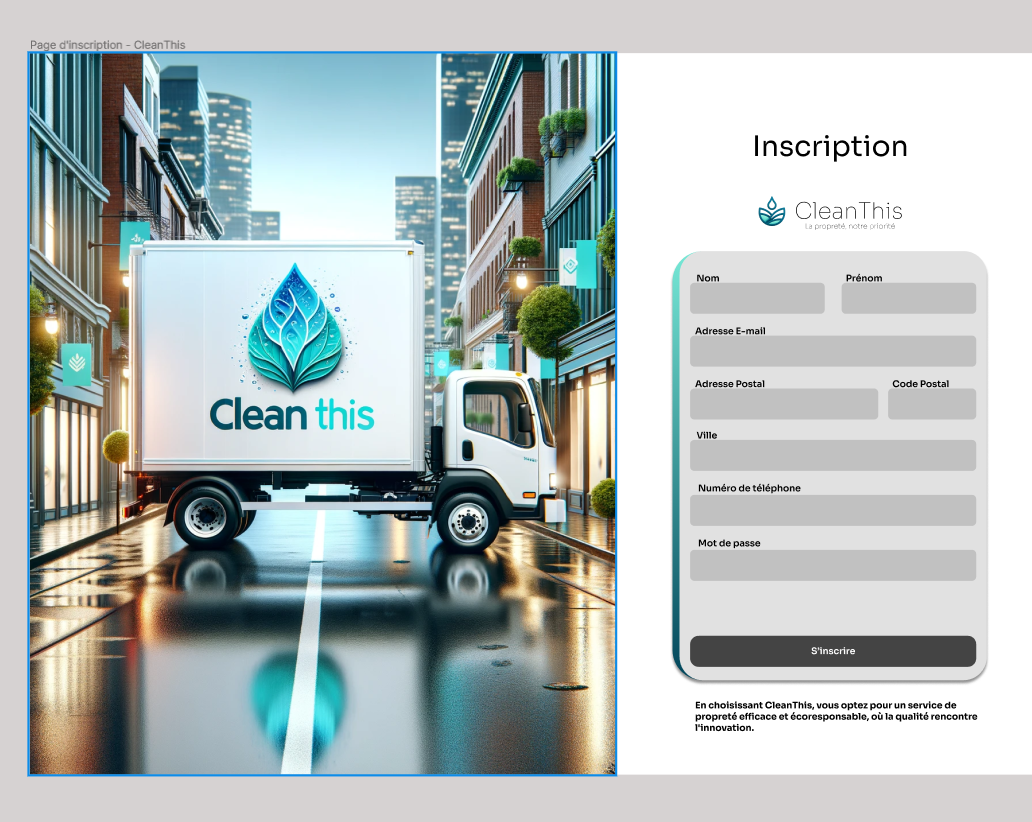 Page d'inscription - CleanThis
Clean this
Inscription
CleanThis
La propreté, notre priorité
Nom
Prénom
Adresse E-mail
Adresse Postal
Code Postal
Ville
Numéro de téléphone
Mot de passe
S'inscrire
En choisissant CleanThis, vous optez pour un service de
propreté efficace et écoresponsable, où la qualité rencontre
l'innovation.